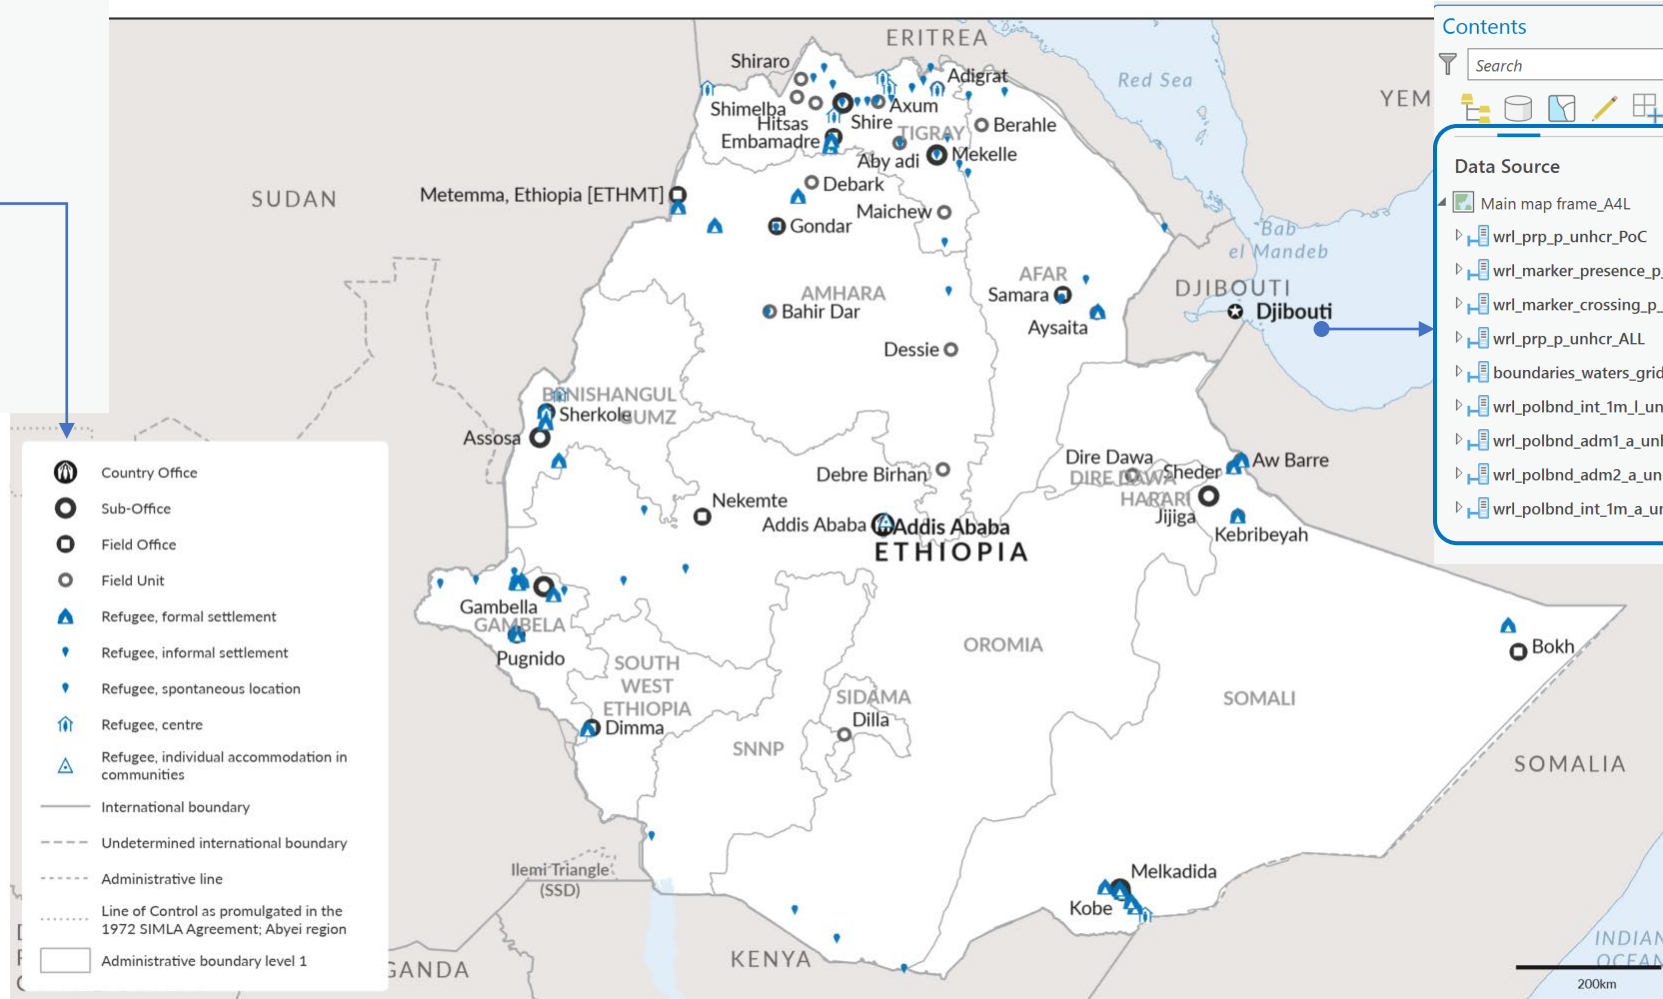 ERITREA
Shiraro
Adigrat
Red Sea
YEM
Shimelba
Axum
Hitsas
Shire
Berahle
Embamadre
TIGRAY
Aby adi
Mekelle
SUDAN
Metemma, Ethiopia [ETHMT]
Debark
Maichew
Gondar
Bab
el Mandeb
AFAR
DJIBOUTI
AMHARA
Samara
Bahir Dar
Djibouti
Aysaita
Dessie
BENISHANGUL
Sherkole
GUMZ
Assosa
Dire Dawa
Debre Birhan
Sheder
Aw Barre
DIRE DAWA
HARARI
Nekemte
Jijiga
Addis Ababa
Addis Ababa
Kebribeyah
ETHIOPIA
Gambella
GAMBELA
Pugnido
OROMIA
Bokh
SOUTH
WEST
ETHIOPIA
SIDAMA
SOMALI
Dilla
Dimma
SNNP
SOMALIA
Ilemi Triangle
(SSD)
Melkadida
Kobe
KENYA
GANDA
INDIAN
OCEAN
200km
Country Office
Sub-Office
Field Office
Field Unit
Refugee, formal settlement
Refugee, informal settlement
Refugee, spontaneous location
Refugee, centre
Refugee, individual accommodation in
communities
International boundary
Undetermined international boundary
Administrative line
Line of Control as promulgated in the
1972 SIMLA Agreement; Abyei region
Administrative boundary level 1
Contents
Search
Data Source
Main map frame_A4L
wrl_prp_p_unhcr_PoC
wrl_marker_presence_p_
wrl_marker_crossing_p_
wrl_prp_p_unhcr_ALL
boundaries_waters_grid
wrl_polbnd_int_1m_l_un
wrl_polbnd_adm1_a_unh
wrl_polbnd_adm2_a_un
wrl_polbnd_int_1m_a_un